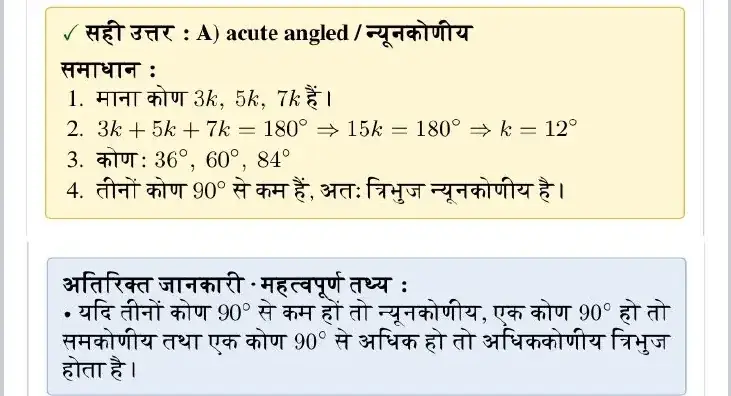 ✓ सही उत्तर : A) acute angled / न्यूनकोणीय
समाधान :
1. माना कोण 3k, 5k, 7k हैं।
2. 3k + 5k + 7k = 180° ⇒ 15k = 180° ⇒ k = 12°
3. कोण: 36°, 60°, 84°
4. तीनों कोण 90° से कम हैं, अतः त्रिभुज न्यूनकोणीय है।
अतिरिक्त जानकारी · महत्वपूर्ण तथ्य :
• यदि तीनों कोण 90° से कम हों तो न्यूनकोणीय, एक कोण 90° हो तो
समकोणीय तथा एक कोण 90° से अधिक हो तो अधिककोणीय त्रिभुज
होता है।